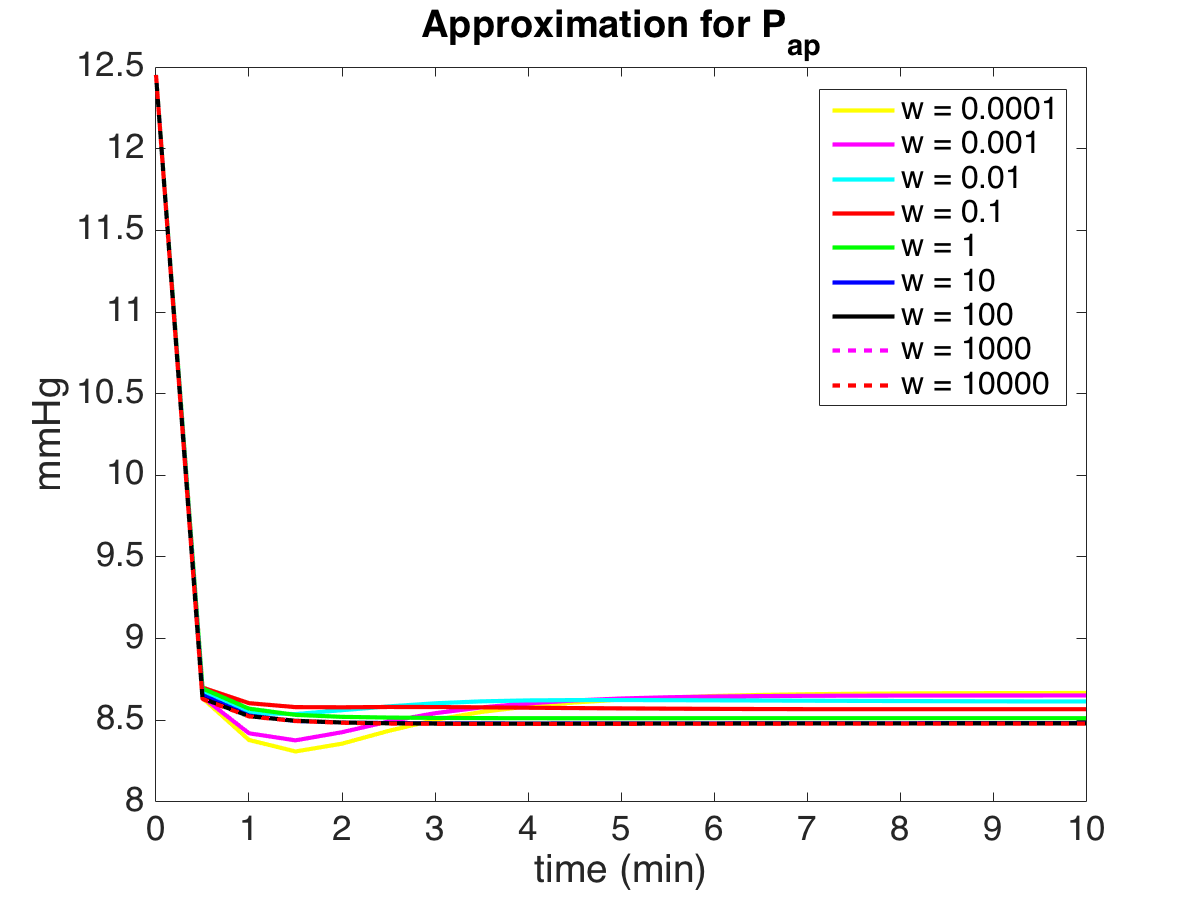 Approximation for P_ap
12.5
12
11.5
11
10.5
10
9.5
9
8.5
8
mmHg
w = 0.0001
w = 0.001
w = 0.01
w = 0.1
w = 1
w = 10
w = 100
w = 1000
w = 10000
0 1 2 3 4 5 6 7 8 9 10
time (min)